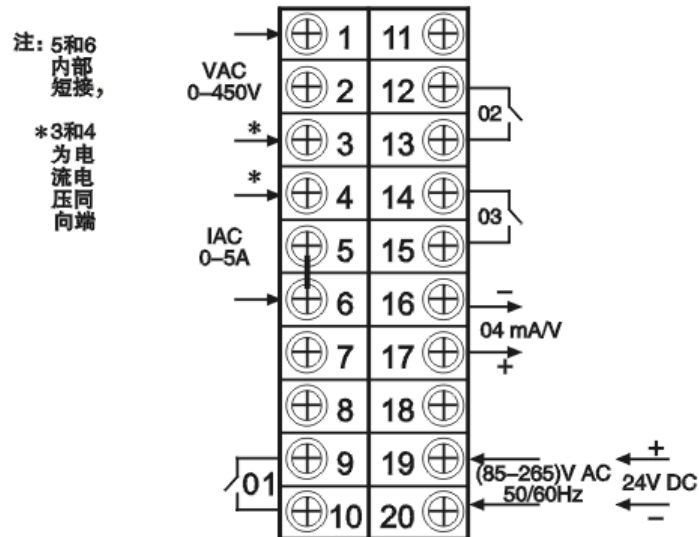 注：5和6
内部
短接，
*3和4
为电
流电
压同
向端
VAC
0–450V
*
*
IAC
0–5A
01
1 11
2 12
3 13
4 14
5 15
6 16
7 17
8 18
9 19
10 20
02
03
–
04 mA/V
+
(85–265)V AC
50/60Hz
+
24V DC
–